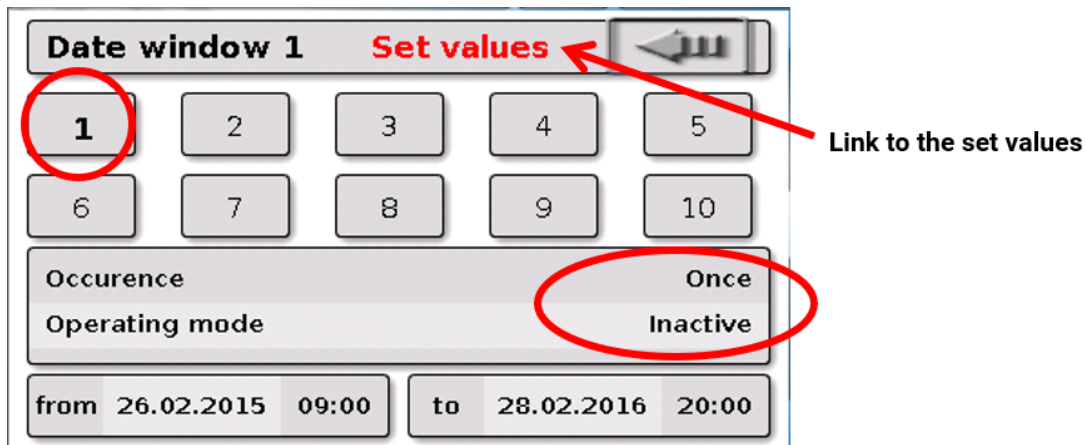 Date window 1 Set values
Link to the set values
1 2 3 4 5
6 7 8 9 10
Occurence Once
Operating mode Inactive
from 26.02.2015 09:00 to 28.02.2016 20:00